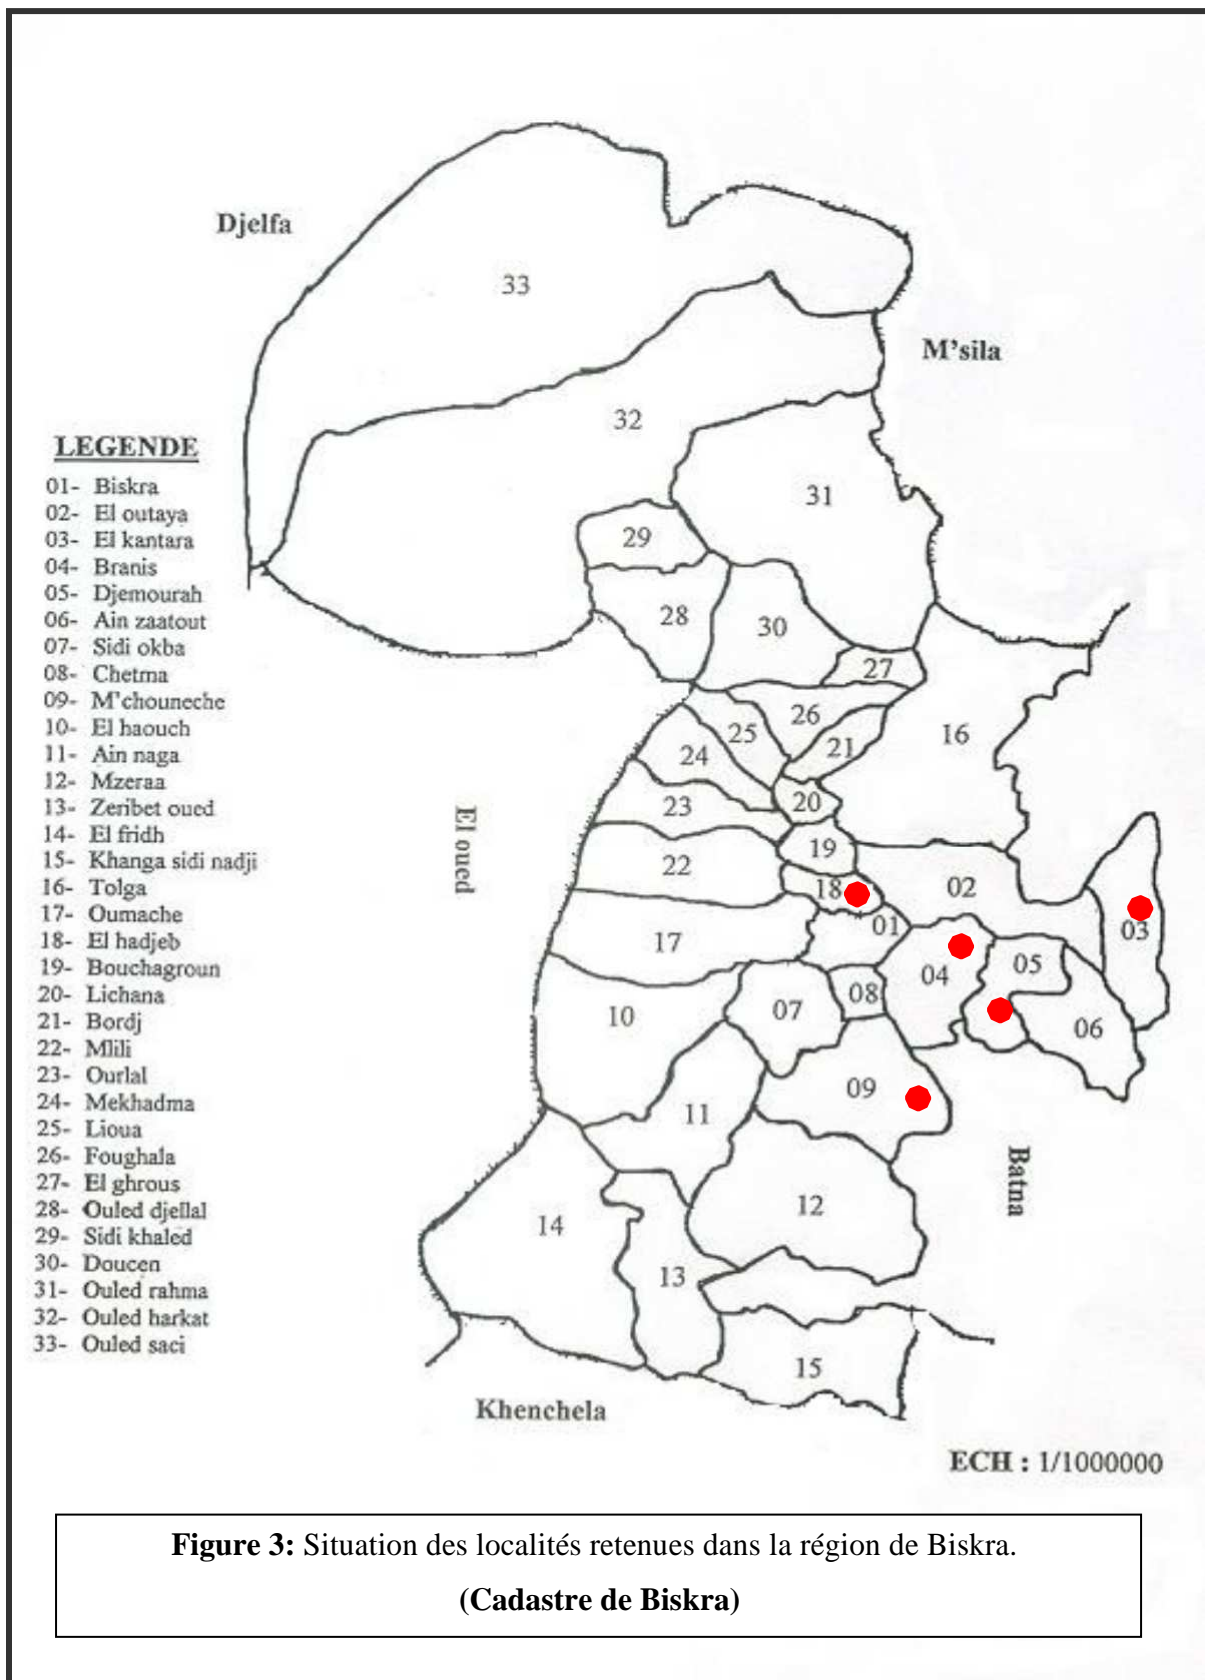 Djelfa
33
M'sila
32
31
29
28
30
27
26
25
21
16
24
20
23
19
22
18
02
01
03
17
04
05
08
07
10
06
09
11
12
14
13
15
El oued
Batna
Khenchela
LEGENDE
01- Biskra
02- El outaya
03- El kantara
04- Branis
05- Djemourah
06- Ain zaatout
07- Sidi okba
08- Chetma
09- M'chouneche
10- El haouch
11- Ain naga
12- Mzeraa
13- Zeribet oued
14- El fridh
15- Khanga sidi nadji
16- Tolga
17- Oumache
18- El hadjeb
19- Bouchagroun
20- Lichana
21- Bordj
22- Mlili
23- Ourlal
24- Mekhadma
25- Lioua
26- Foughala
27- El ghrous
28- Ouled djellal
29- Sidi khaled
30- Doucen
31- Ouled rahma
32- Ouled harkat
33- Ouled saci
ECH : 1/1000000
Figure 3: Situation des localités retenues dans la région de Biskra.
(Cadastre de Biskra)